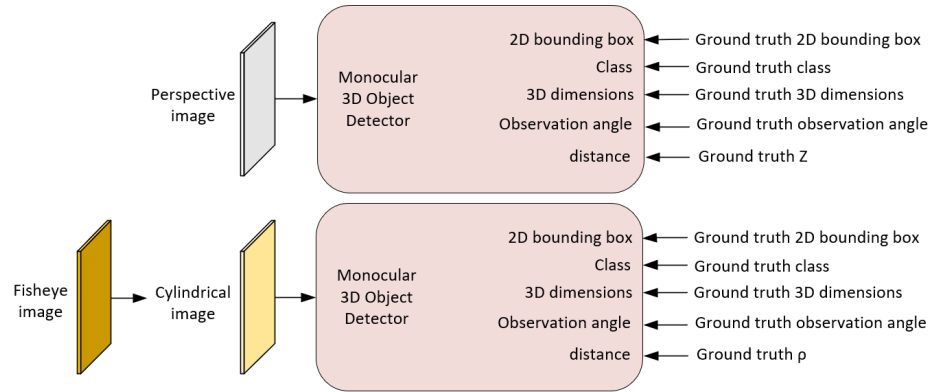 Perspective
image
Monocular
3D Object
Detector
2D bounding box
Class
3D dimensions
Observation angle
distance
Ground truth 2D bounding box
Ground truth class
Ground truth 3D dimensions
Ground truth observation angle
Ground truth Z
Fisheye
image
Cylindrical
image
Monocular
3D Object
Detector
2D bounding box
Class
3D dimensions
Observation angle
distance
Ground truth 2D bounding box
Ground truth class
Ground truth 3D dimensions
Ground truth observation angle
Ground truth ρ